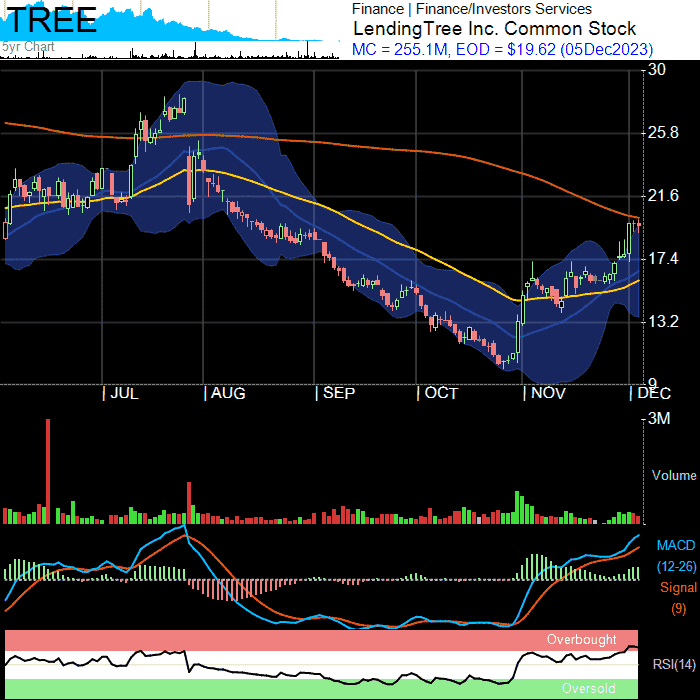 TREE
5yr Chart
Finance | Finance/Investors Services
LendingTree Inc. Common Stock
MC = 255.1M, EOD = $19.62 (05Dec2023)
30
25.8
21.6
17.4
13.2
9
JUL AUG SEP OCT NOV DEC
3M
Volume
MACD
(12-26)
Signal
(9)
Overbought
RSI(14)
Oversold